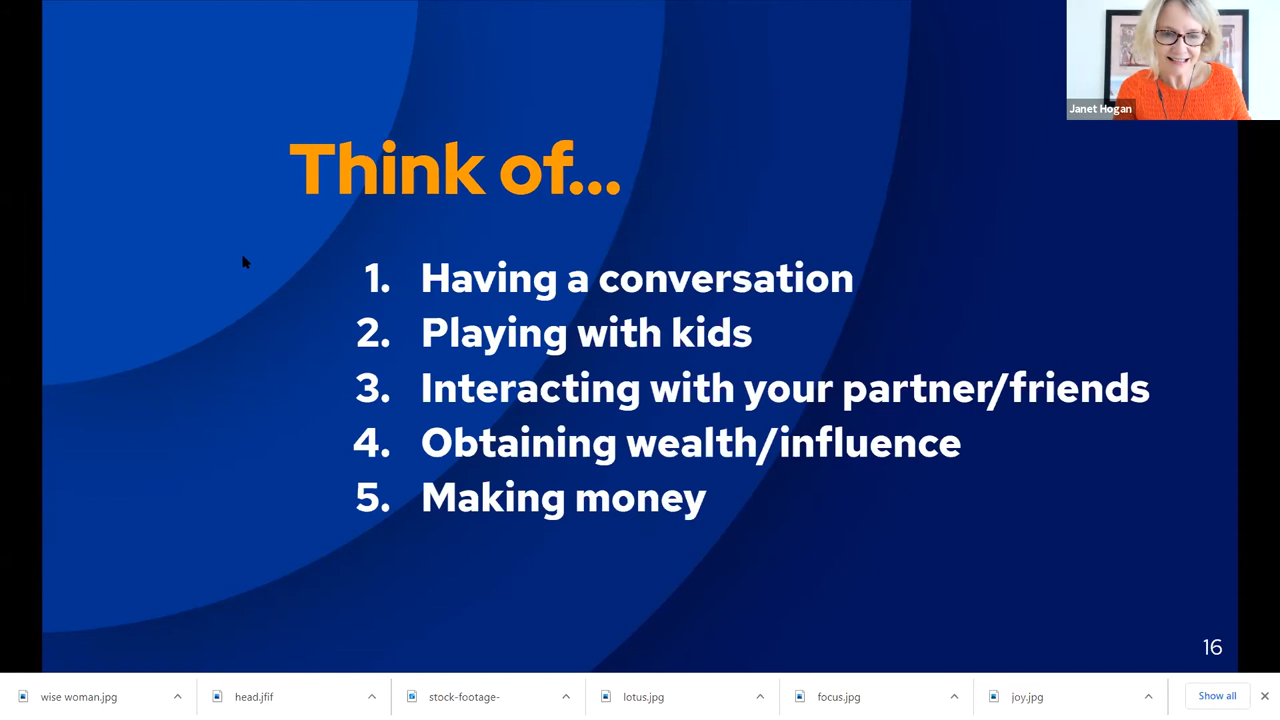 Janet Hogan
Think of...
1. Having a conversation
2. Playing with kids
3. Interacting with your partner/friends
4. Obtaining wealth/influence
5. Making money
16
wise woman.jpg
head.jfif
stock-footage-
lotus.jpg
focus.jpg
joy.jpg
Show all